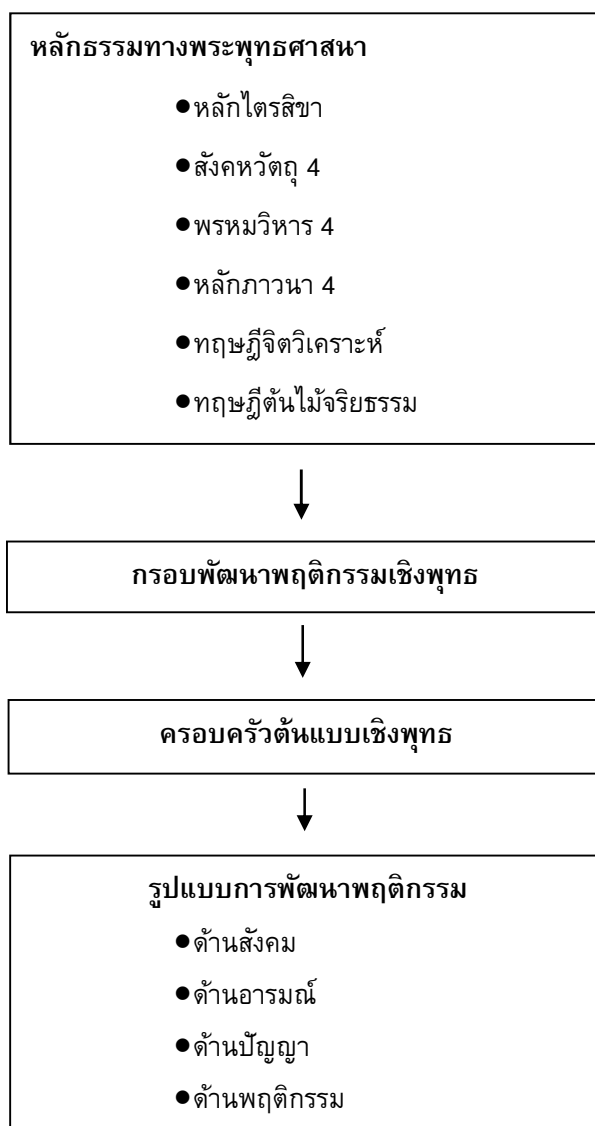 หลักธรรมทางพระพุทธศาสนา
●หลักไตรสิขา
●สังคหวัตถุ 4
●พรหมวิหาร 4
●หลักภาวนา 4
●ทฤษฎีจิตวิเคราะห์
●ทฤษฎีต้นไม้จริยธรรม
กรอบพัฒนาพฤติกรรมเชิงพุทธ
ครอบครัวต้นแบบเชิงพุทธ
รูปแบบการพัฒนาพฤติกรรม
●ด้านสังคม
●ด้านอารมณ์
●ด้านปัญญา
●ด้านพฤติกรรม